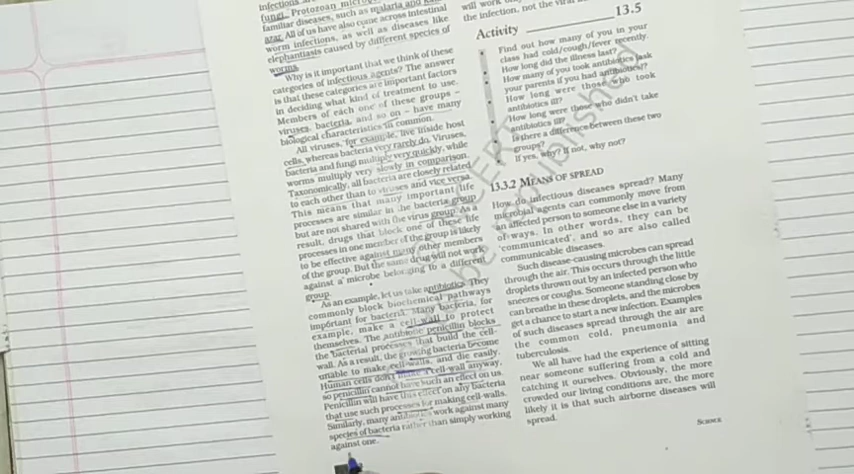 fungi. Protozoan
familiar diseases, such as malaria and
azar. All of us have also come across intestinal
worm infections, as well as diseases like
elephantiasis caused by different species of
worms.
Why is it important that we think of these
categories of infectious agents? The answer
is that these categories are important factors
in deciding what kind of treatment to use.
Members of each one of these groups –
viruses, bacteria, and so on – have many
biological characteristics in common.
All viruses, for example, live inside host
cells, whereas bacteria very rarely do. Viruses,
bacteria and fungi multiply very quickly, while
worms multiply very slowly in comparison.
Taxonomically, all bacteria are closely related
to each other than to viruses and vice versa.
This means that many important life
processes are similar in the bacteria group
but are not shared with the virus group. As a
result, drugs that block one of these life
processes in one member of the group is likely
to be effective against many other members
of the group. But the same drug will not work
against a microbe belonging to a different
group.
As an example, let us take antibiotics. They
commonly block biochemical pathways
important for bacteria. Many bacteria, for
example, make a cell-wall to protect
themselves. The antibiotic penicillin blocks
the bacterial processes that build the cell-
wall. As a result, the growing bacteria become
unable to make cell-walls, and die easily.
Human cells don't make a cell-wall anyway,
so penicillin cannot have such an effect on us.
Penicillin will have this effect on any bacteria
that use such processes for making cell-walls.
Similarly, many antibiotics work against many
species of bacteria rather than simply working
against one.
will work
the infection, not the viral
Activity 13.5
Find out how many of you in your
class had cold/cough/fever recently.
How long did the illness last?
How many of you took antibiotics (ask
your parents if you had antibiotics)?
How long were those who took
antibiotics ill?
How long were those who didn't take
antibiotics ill?
Is there a difference between these two
groups?
If yes, why? If not, why not?
13.3.2 MEANS OF SPREAD
How do infectious diseases spread? Many
microbial agents can commonly move from
an affected person to someone else in a variety
of ways. In other words, they can be
'communicated', and so are also called
communicable diseases.
Such disease-causing microbes can spread
through the air. This occurs through the little
droplets thrown out by an infected person who
sneezes or coughs. Someone standing close by
can breathe in these droplets, and the microbes
get a chance to start a new infection. Examples
of such diseases spread through the air are
the common cold, pneumonia and
tuberculosis.
We all have had the experience of sitting
near someone suffering from a cold and
catching it ourselves. Obviously, the more
crowded our living conditions are, the more
likely it is that such airborne diseases will
spread.
SCIENCE